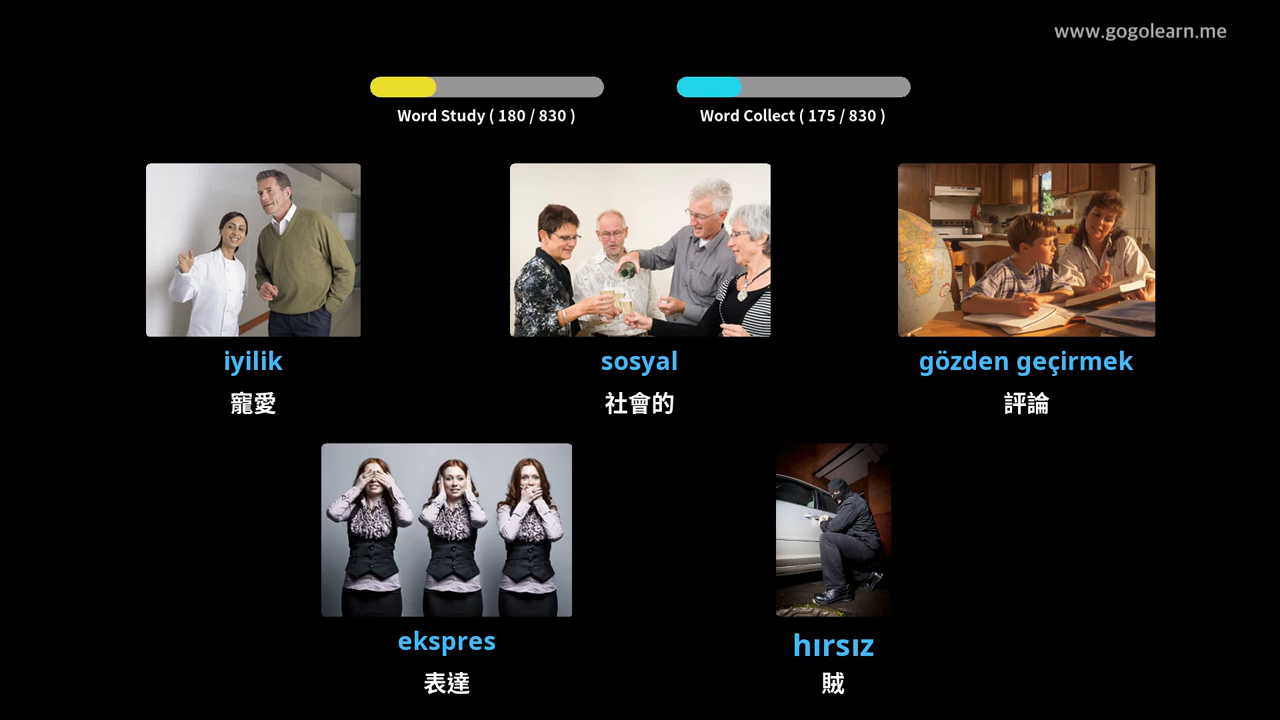 www.gogolearn.me
Word Study ( 180 / 830 )
Word Collect ( 175 / 830 )
iyilik
寵愛
sosyal
社會的
gözden geçirmek
評論
ekspres
表達
hırsız
賊